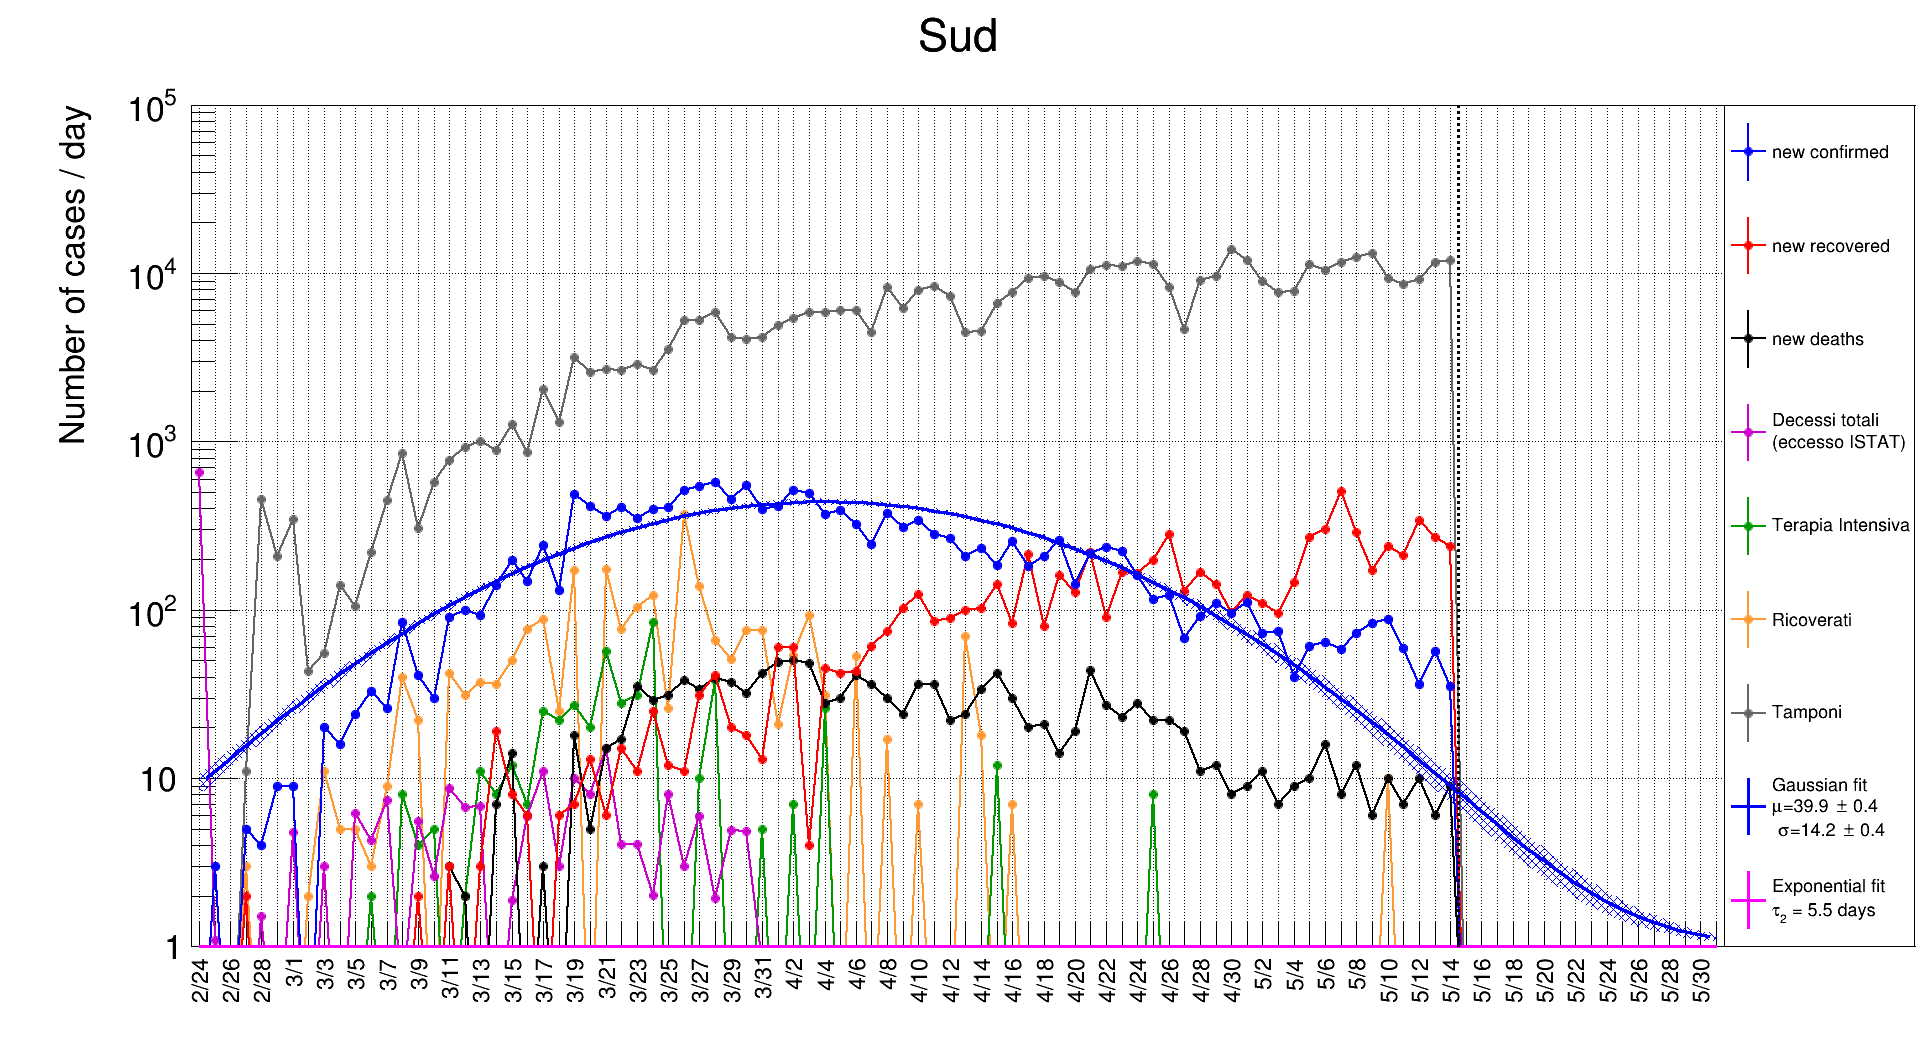 Sud
Number of cases / day
10^5
10^4
10^3
10^2
10
1
2/24 2/26 2/28 3/1 3/3 3/5 3/7 3/9 3/11 3/13 3/15 3/17 3/19 3/21 3/23 3/25 3/27 3/29 3/31 4/2 4/4 4/6 4/8 4/10 4/12 4/14 4/16 4/18 4/20 4/22 4/24 4/26 4/28 4/30 5/2 5/4 5/6 5/8 5/10 5/12 5/14 5/16 5/18 5/20 5/22 5/24 5/26 5/28 5/30
new confirmed
new recovered
new deaths
Decessi totali
(eccesso ISTAT)
Terapia Intensiva
Ricoverati
Tamponi
Gaussian fit
μ=39.9 ± 0.4
σ=14.2 ± 0.4
Exponential fit
τ₂ = 5.5 days